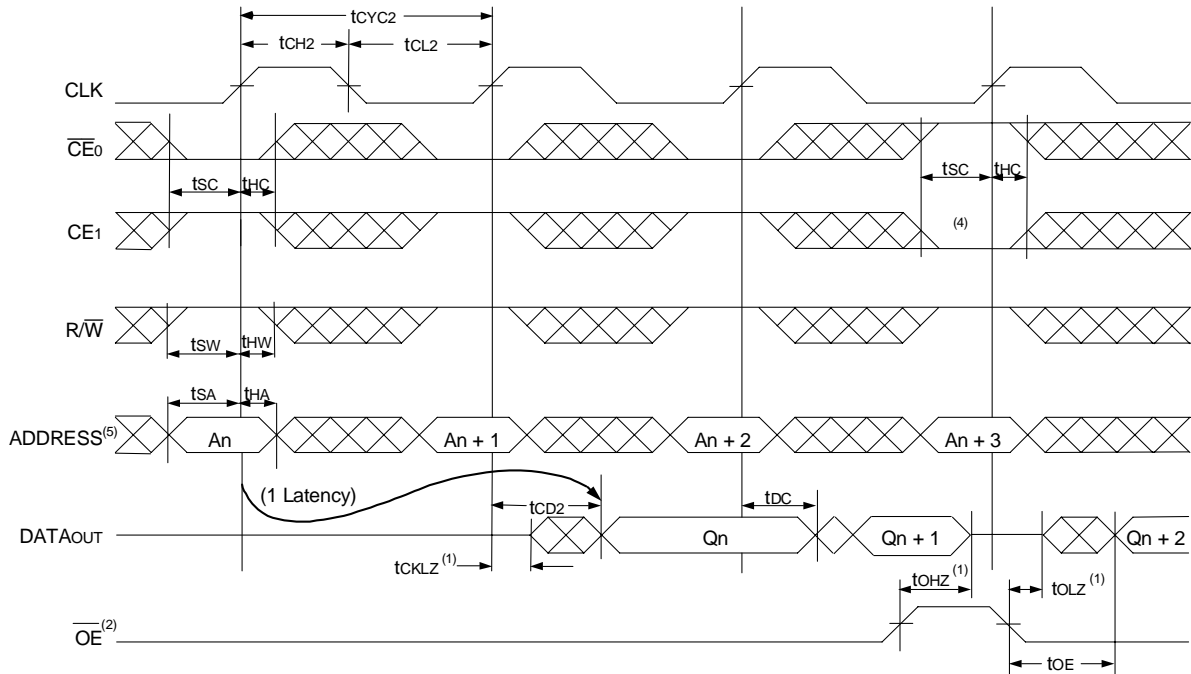 tCYC2
tCH2
tCL2
CLK
CE0
tSC
tHC
tSC
tHC
CE1
(4)
R/W
tSW
tHW
tSA
tHA
ADDRESS(5)
An
An + 1
An + 2
An + 3
(1 Latency)
tCD2
tDC
DATAOUT
Qn
Qn + 1
Qn + 2
tCKLZ (1)
tOHZ (1)
tOLZ (1)
OE(2)
tOE